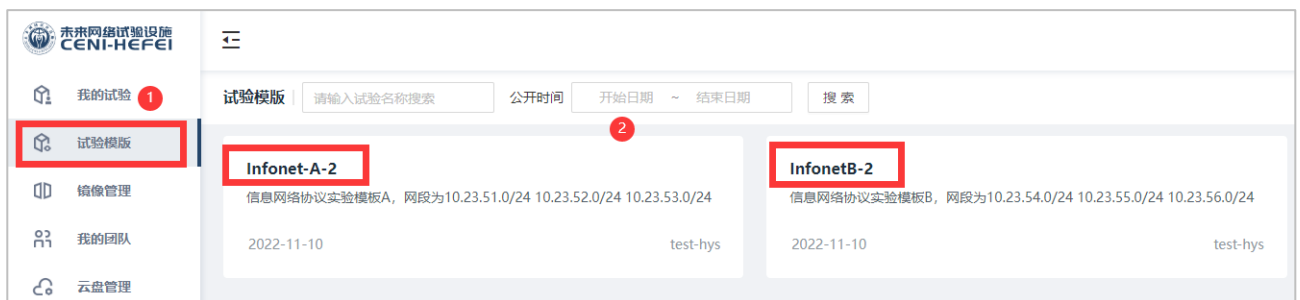 未来网络试验设施
CENI-HEFEI
我的试验 1
试验模版
镜像管理
我的团队
云盘管理
试验模版 请输入试验名称搜索 公开时间 开始日期 ~ 结束日期 搜索
2
Infonet-A-2
信息网络协议实验模板A，网段为10.23.51.0/24 10.23.52.0/24 10.23.53.0/24
2022-11-10 test-hys
InfonetB-2
信息网络协议实验模板B，网段为10.23.54.0/24 10.23.55.0/24 10.23.56.0/24
2022-11-10 test-hys